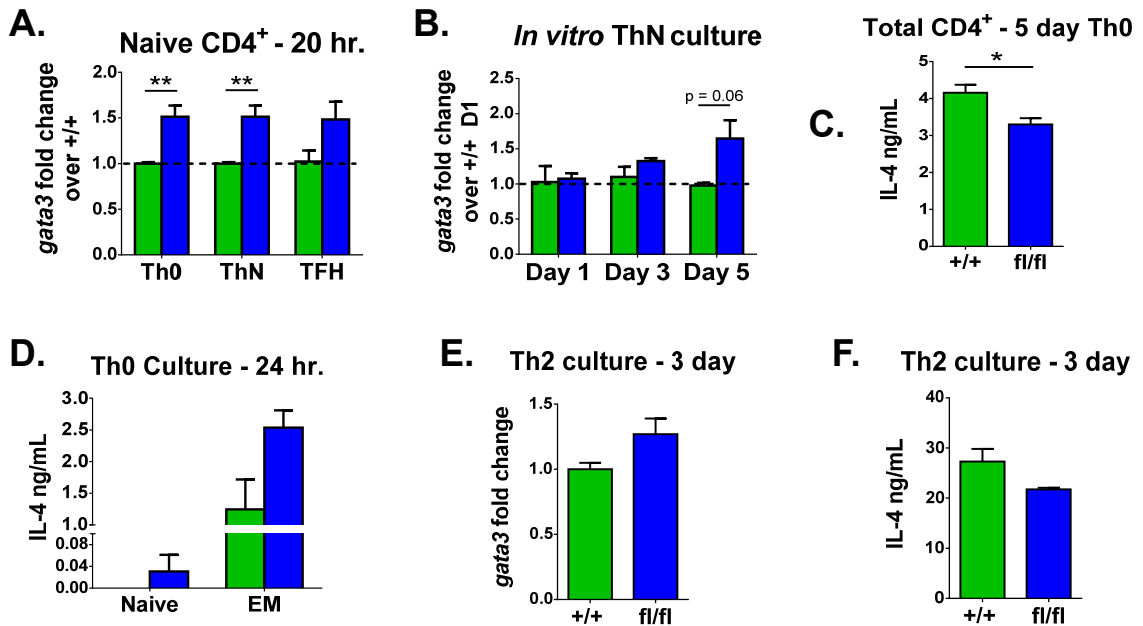 A.
Naive CD4+ - 20 hr.
gata3 fold change
over +/+
2.0
1.5
1.0
0.5
0.0
**
**
Th0
ThN
TFH
B.
In vitro ThN culture
gata3 fold change
over +/+ D1
2.5
2.0
1.5
1.0
0.5
0.0
p = 0.06
Day 1
Day 3
Day 5
C.
Total CD4+ - 5 day Th0
IL-4 ng/mL
5
4
3
2
1
0
*
+/+
fl/fl
D.
Th0 Culture - 24 hr.
IL-4 ng/mL
3.0
2.5
2.0
1.5
1.0
0.08
0.04
0.00
Naive
EM
E.
Th2 culture - 3 day
gata3 fold change
1.5
1.0
0.5
0.0
+/+
fl/fl
F.
Th2 culture - 3 day
IL-4 ng/mL
40
30
20
10
0
+/+
fl/fl